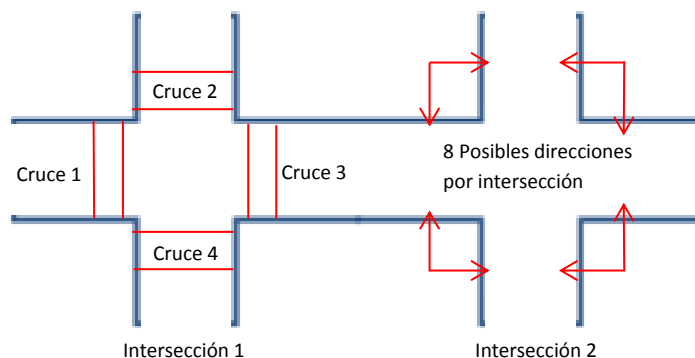 Cruce 2
Cruce 1
Cruce 3
8 Posibles direcciones
por intersección
Cruce 4
Intersección 1
Intersección 2